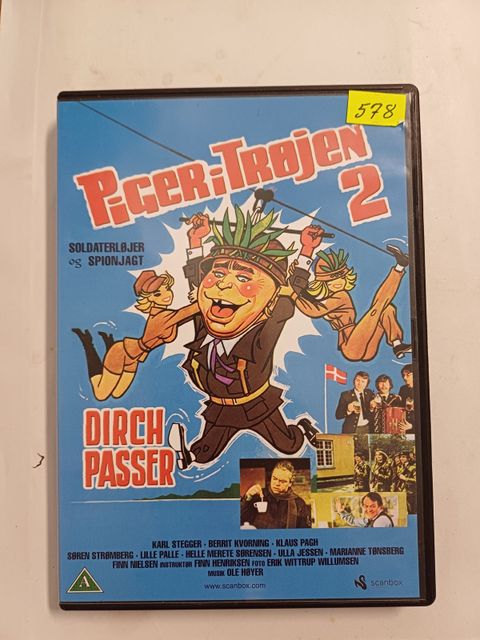 578
PIGER i TRØJEN
2
SOLDATERLØJER
og SPIONJAGT
DIRCH
PASSER
KARL STEGGER - BERRIT KVORNING - KLAUS PAGH
SØREN STRØMBERG - LILLE PALLE - HELLE MERETE SØRENSEN - ULLA JESSEN - MARIANNE TØNSBERG
FINN NIELSEN INSTRUKTØR FINN HENRIKSEN FOTO ERIK WITTRUP WILLUMSEN
MUSIK OLE HØYER
A
www.scanbox.com
scanbox